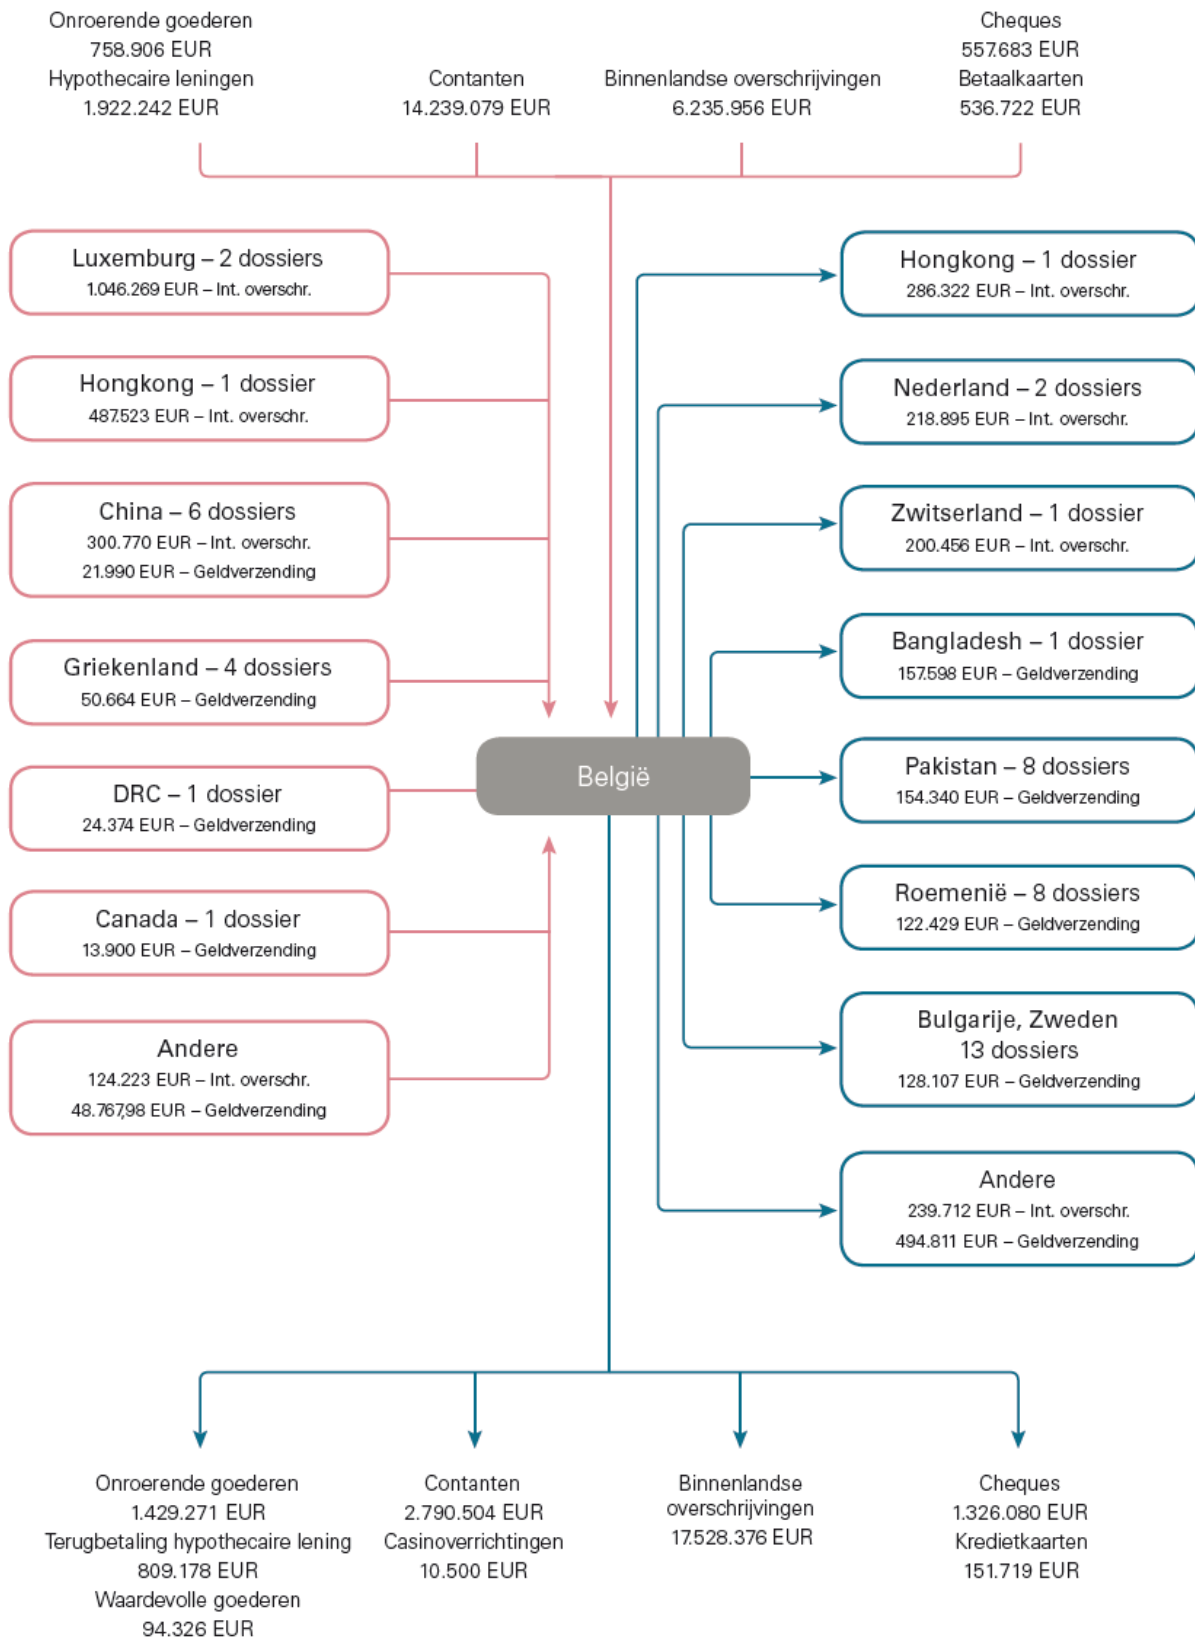 Onroerende goederen
758.906 EUR
Hypothecaire leningen
1.922.242 EUR
Contanten
14.239.079 EUR
Binnenlandse overschrijvingen
6.235.956 EUR
Cheques
557.683 EUR
Betaalkaarten
536.722 EUR
Luxemburg – 2 dossiers
1.046.269 EUR – Int. overschr.
Hongkong – 1 dossier
487.523 EUR – Int. overschr.
China – 6 dossiers
300.770 EUR – Int. overschr.
21.990 EUR – Geldverzending
Griekenland – 4 dossiers
50.664 EUR – Geldverzending
DRC – 1 dossier
24.374 EUR – Geldverzending
Canada – 1 dossier
13.900 EUR – Geldverzending
Andere
124.223 EUR – Int. overschr.
48.767,98 EUR – Geldverzending
België
Hongkong – 1 dossier
286.322 EUR – Int. overschr.
Nederland – 2 dossiers
218.895 EUR – Int. overschr.
Zwitserland – 1 dossier
200.456 EUR – Int. overschr.
Bangladesh – 1 dossier
157.598 EUR – Geldverzending
Pakistan – 8 dossiers
154.340 EUR – Geldverzending
Roemenië – 8 dossiers
122.429 EUR – Geldverzending
Bulgarije, Zweden
13 dossiers
128.107 EUR – Geldverzending
Andere
239.712 EUR – Int. overschr.
494.811 EUR – Geldverzending
Onroerende goederen
1.429.271 EUR
Terugbetaling hypothecaire lening
809.178 EUR
Waardevolle goederen
94.326 EUR
Contanten
2.790.504 EUR
Casinoverrichtingen
10.500 EUR
Binnenlandse
overschrijvingen
17.528.376 EUR
Cheques
1.326.080 EUR
Kredietkaarten
151.719 EUR